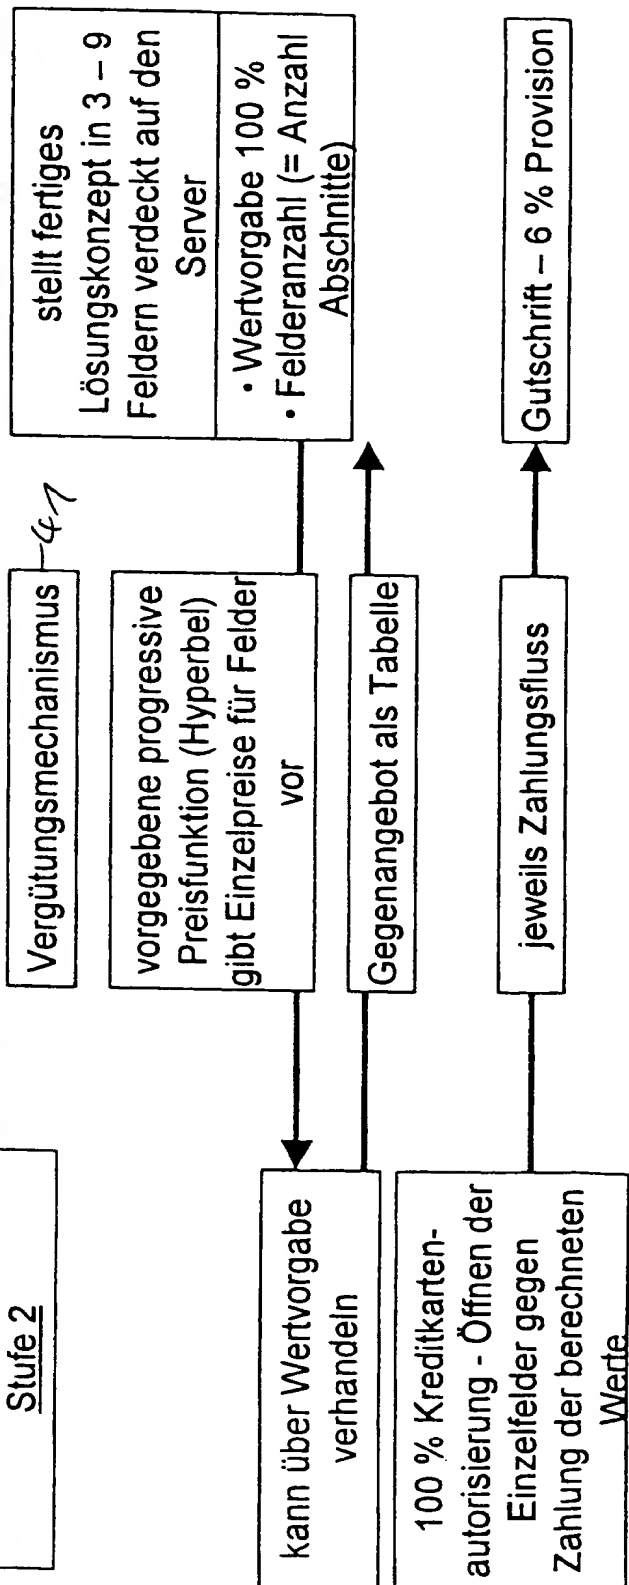 Stufe 2
Vergütungsmechanismus
41
stellt fertiges
Lösungskonzept in 3 – 9
Feldern verdeckt auf den
Server
• Wertvorgabe 100 %
• Felderanzahl (= Anzahl
Abschnitte)
vorgegebene progressive
Preisfunktion (Hyperbel)
gibt Einzelpreise für Felder
vor
kann über Wertvorgabe
verhandeln
Gegenangebot als Tabelle
100 % Kreditkarten-
autorisierung - Öffnen der
Einzelfelder gegen
Zahlung der berechneten
Werte
jeweils Zahlungsfluss
Gutschrift – 6 % Provision